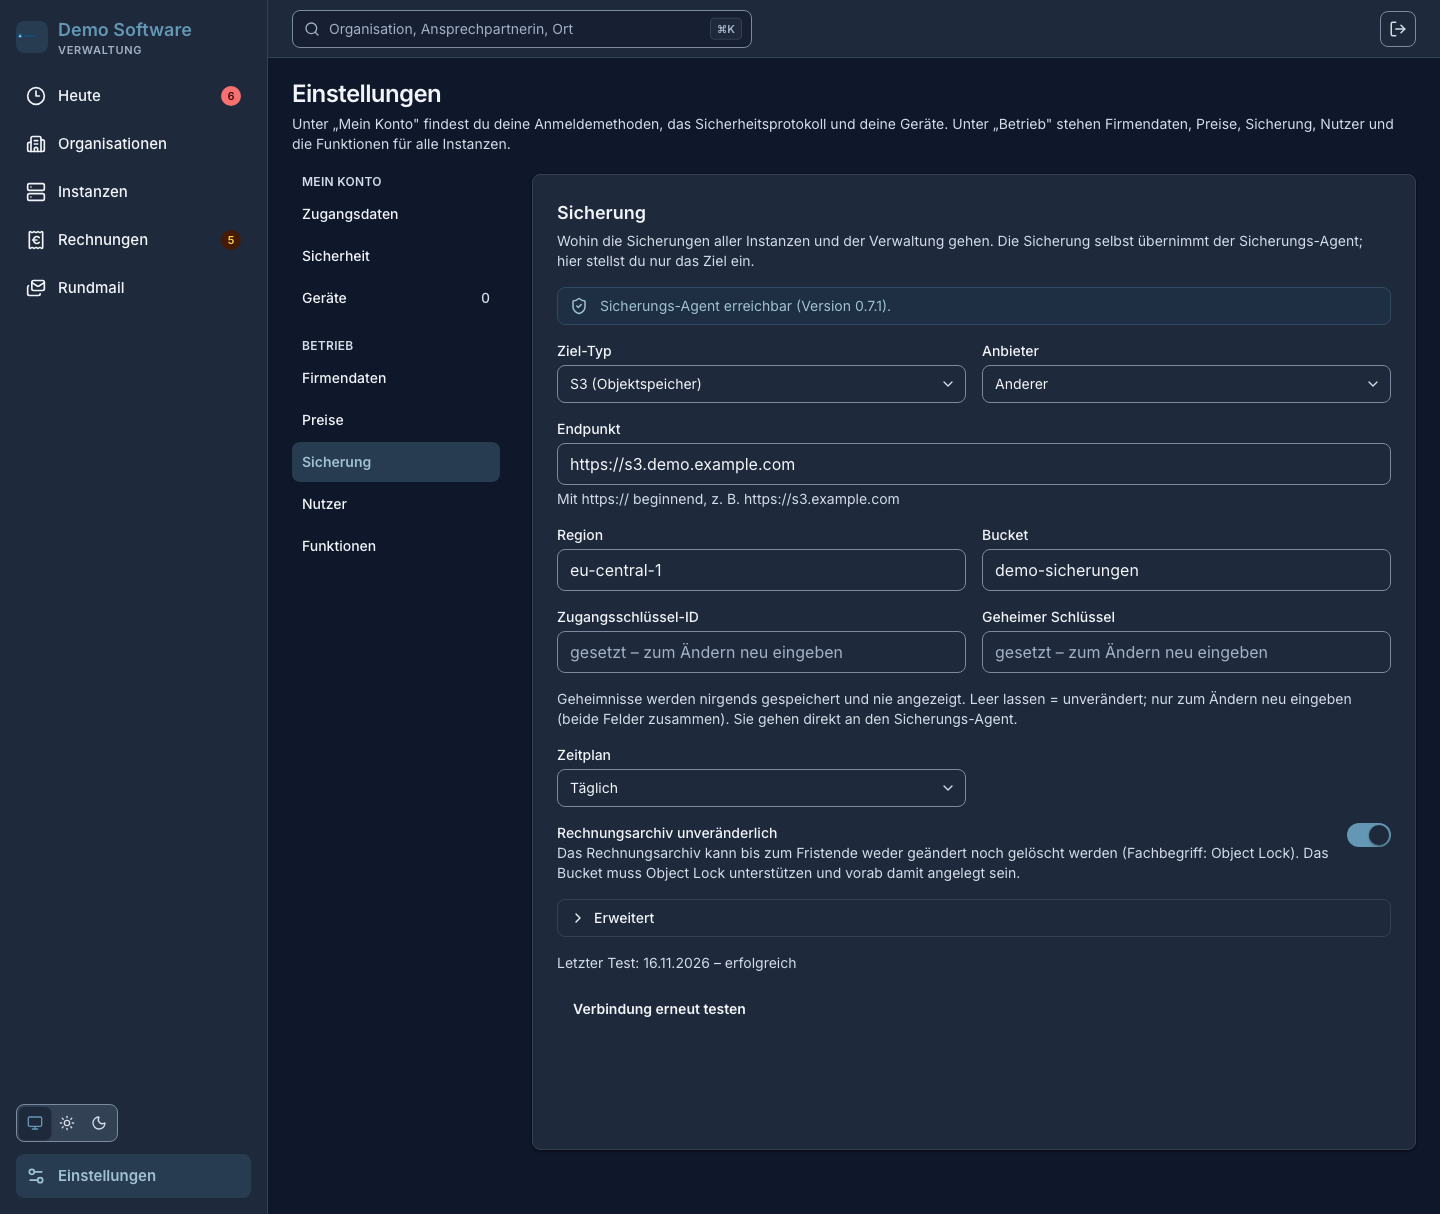 Demo Software
VERWALTUNG
Heute
6
Organisationen
Instanzen
Rechnungen
5
Rundmail
Einstellungen
Organisation, Ansprechpartnerin, Ort
⌘K
Einstellungen
Unter „Mein Konto" findest du deine Anmeldemethoden, das Sicherheitsprotokoll und deine Geräte. Unter „Betrieb" stehen Firmendaten, Preise, Sicherung, Nutzer und
die Funktionen für alle Instanzen.
MEIN KONTO
Zugangsdaten
Sicherheit
Geräte
0
BETRIEB
Firmendaten
Preise
Sicherung
Nutzer
Funktionen
Sicherung
Wohin die Sicherungen aller Instanzen und der Verwaltung gehen. Die Sicherung selbst übernimmt der Sicherungs-Agent;
hier stellst du nur das Ziel ein.
Sicherungs-Agent erreichbar (Version 0.7.1).
Ziel-Typ
S3 (Objektspeicher)
Anbieter
Anderer
Endpunkt
https://s3.demo.example.com
Mit https:// beginnend, z. B. https://s3.example.com
Region
eu-central-1
Bucket
demo-sicherungen
Zugangsschlüssel-ID
gesetzt – zum Ändern neu eingeben
Geheimer Schlüssel
gesetzt – zum Ändern neu eingeben
Geheimnisse werden nirgends gespeichert und nie angezeigt. Leer lassen = unverändert; nur zum Ändern neu eingeben
(beide Felder zusammen). Sie gehen direkt an den Sicherungs-Agent.
Zeitplan
Täglich
Rechnungsarchiv unveränderlich
Das Rechnungsarchiv kann bis zum Fristende weder geändert noch gelöscht werden (Fachbegriff: Object Lock). Das
Bucket muss Object Lock unterstützen und vorab damit angelegt sein.
Erweitert
Letzter Test: 16.11.2026 – erfolgreich
Verbindung erneut testen